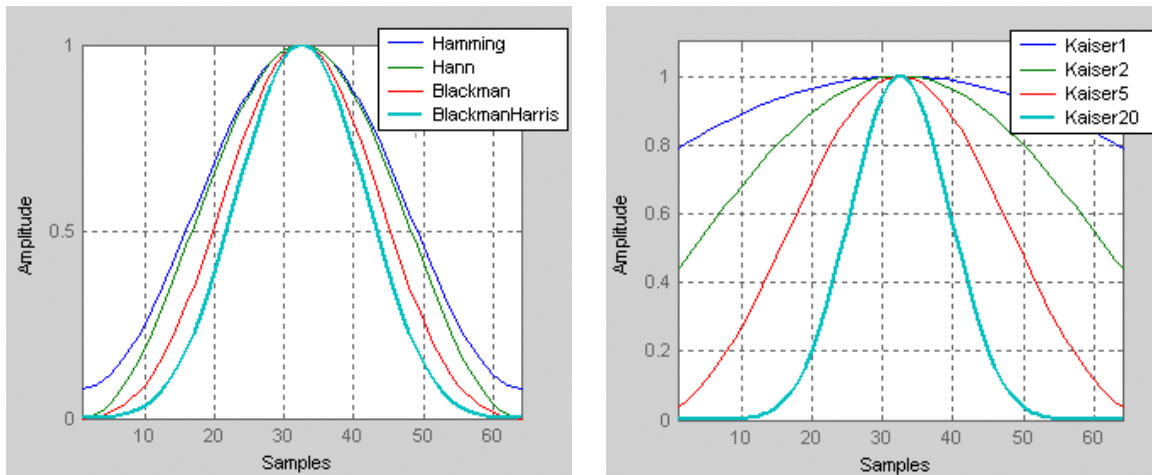 1
0.5
0
Amplitude
Hamming
Hann
Blackman
BlackmanHarris
10 20 30 40 50 60
Samples
1
0.8
0.6
0.4
0.2
0
Amplitude
Kaiser1
Kaiser2
Kaiser5
Kaiser20
10 20 30 40 50 60
Samples